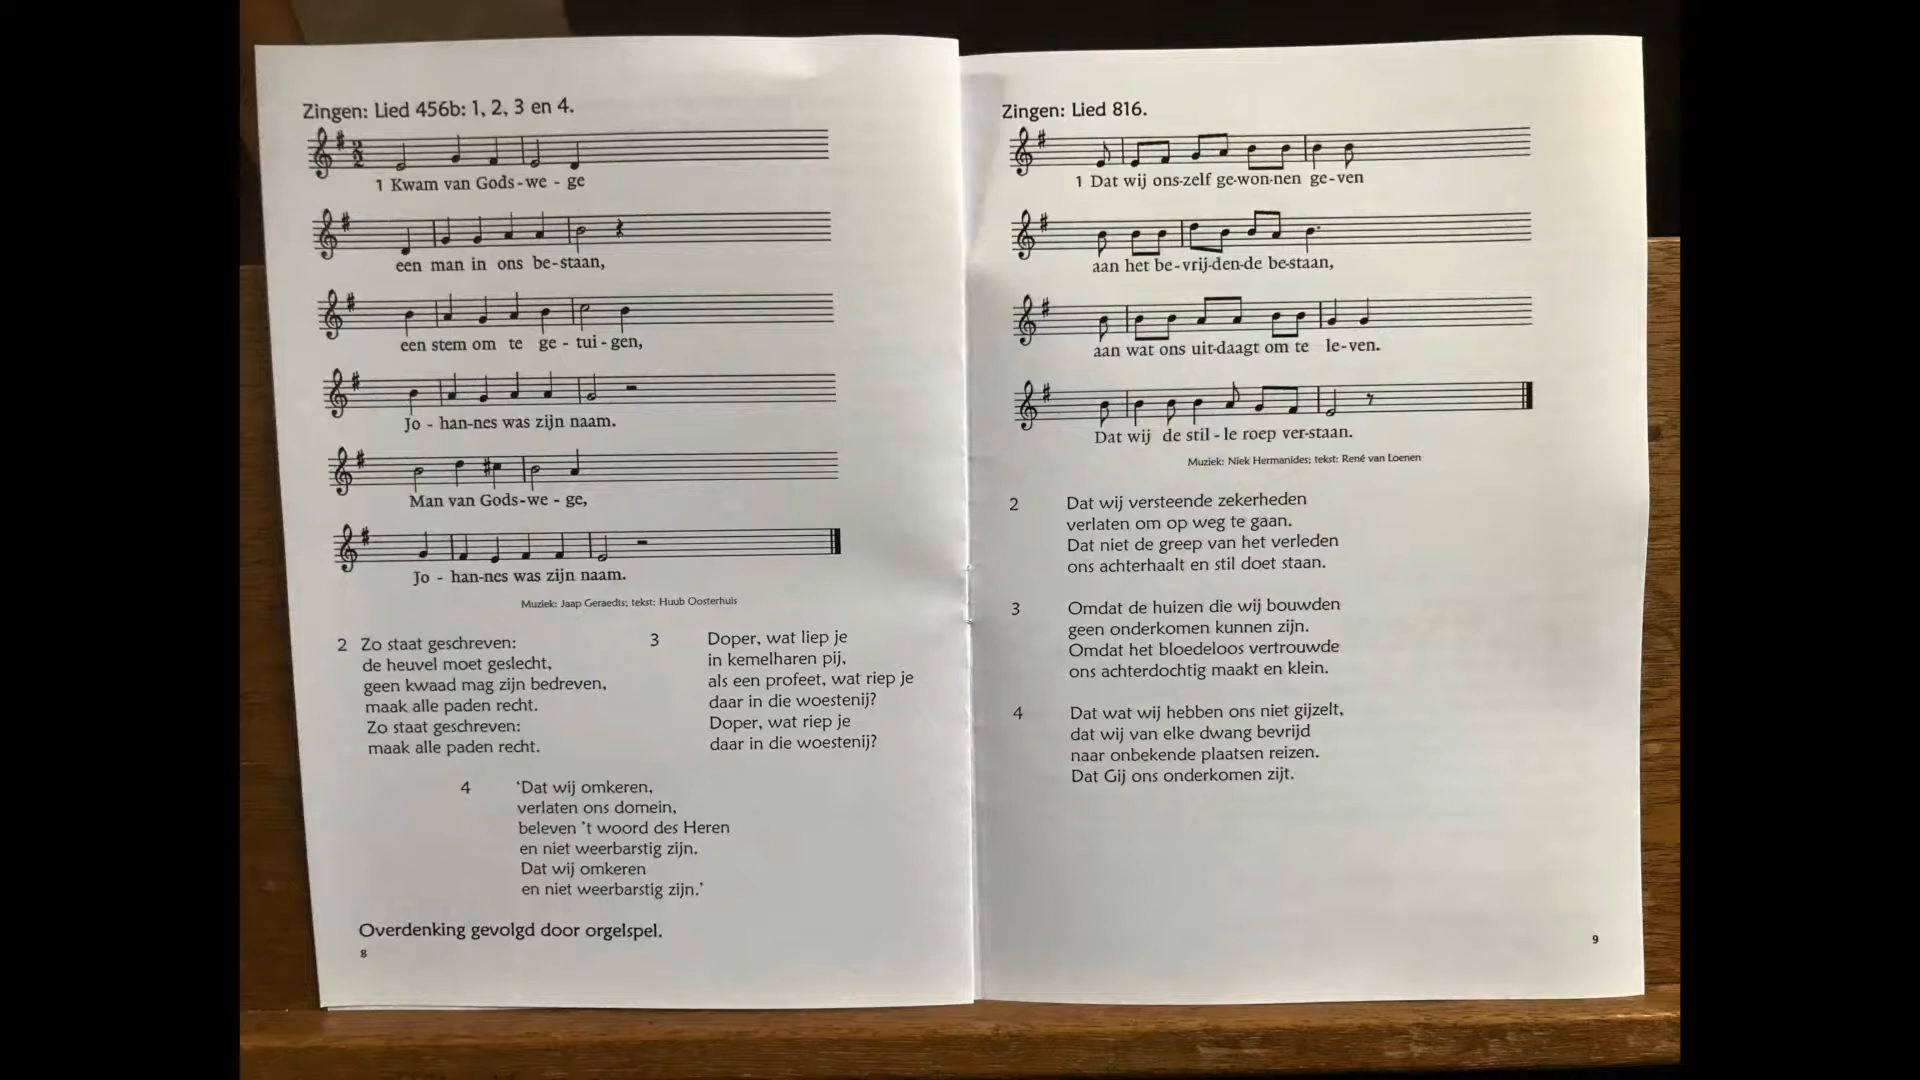 Zingen: Lied 456b: 1, 2, 3 en 4.
1 Kwam van Gods-we - ge
een man in ons be-staan,
een stem om te ge - tui - gen,
Jo - han-nes was zijn naam.
Man van Gods-we - ge,
Jo - han-nes was zijn naam.
Muziek: Jaap Geraedts; tekst: Huub Oosterhuis
2 Zo staat geschreven:
de heuvel moet geslecht,
geen kwaad mag zijn bedreven,
maak alle paden recht.
Zo staat geschreven:
maak alle paden recht.
3 Doper, wat liep je
in kemelharen pij,
als een profeet, wat riep je
daar in die woestenij?
Doper, wat riep je
daar in die woestenij?
4 ‘Dat wij omkeren,
verlaten ons domein,
beleven ’t woord des Heren
en niet weerbarstig zijn.
Dat wij omkeren
en niet weerbarstig zijn.’
Overdenking gevolgd door orgelspel.
8
Zingen: Lied 816.
1 Dat wij ons-zelf ge-won-nen ge-ven
aan het be-vrij-den-de be-staan,
aan wat ons uit-daagt om te le-ven.
Dat wij de stil - le roep ver-staan.
Muziek: Niek Hermanides; tekst: René van Loenen
2 Dat wij versteende zekerheden
verlaten om op weg te gaan.
Dat niet de greep van het verleden
ons achterhaalt en stil doet staan.
3 Omdat de huizen die wij bouwden
geen onderkomen kunnen zijn.
Omdat het bloedeloos vertrouwde
ons achterdochtig maakt en klein.
4 Dat wat wij hebben ons niet gijzelt,
dat wij van elke dwang bevrijd
naar onbekende plaatsen reizen.
Dat Gij ons onderkomen zijt.
9